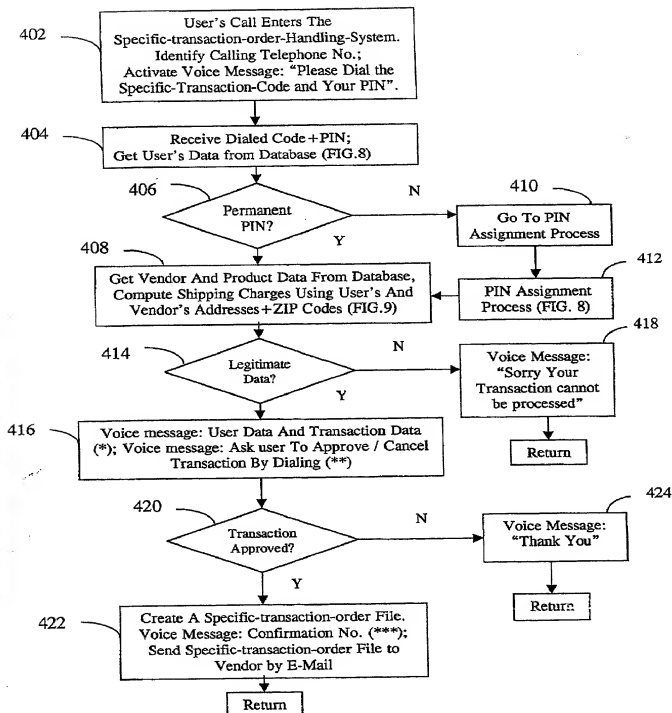 402
User's Call Enters The
Specific-transaction-order-Handling-System.
Identify Calling Telephone No.;
Activate Voice Message: "Please Dial the
Specific-Transaction-Code and Your PIN".
404
Receive Dialed Code+PIN;
Get User's Data from Database (FIG.8)
406
Permanent
PIN?
N
Y
410
Go To PIN
Assignment Process
408
Get Vendor And Product Data From Database,
Compute Shipping Charges Using User's And
Vendor's Addresses+ZIP Codes (FIG.9)
412
PIN Assignment
Process (FIG. 8)
414
Legitimate
Data?
N
Y
418
Voice Message:
"Sorry Your
Transaction cannot
be processed"
Return
416
Voice message: User Data And Transaction Data
(*); Voice message: Ask user To Approve / Cancel
Transaction By Dialing (**)
420
Transaction
Approved?
N
Y
424
Voice Message:
"Thank You"
Return
422
Create A Specific-transaction-order File.
Voice Message: Confirmation No. (***);
Send Specific-transaction-order File to
Vendor by E-Mail
Return